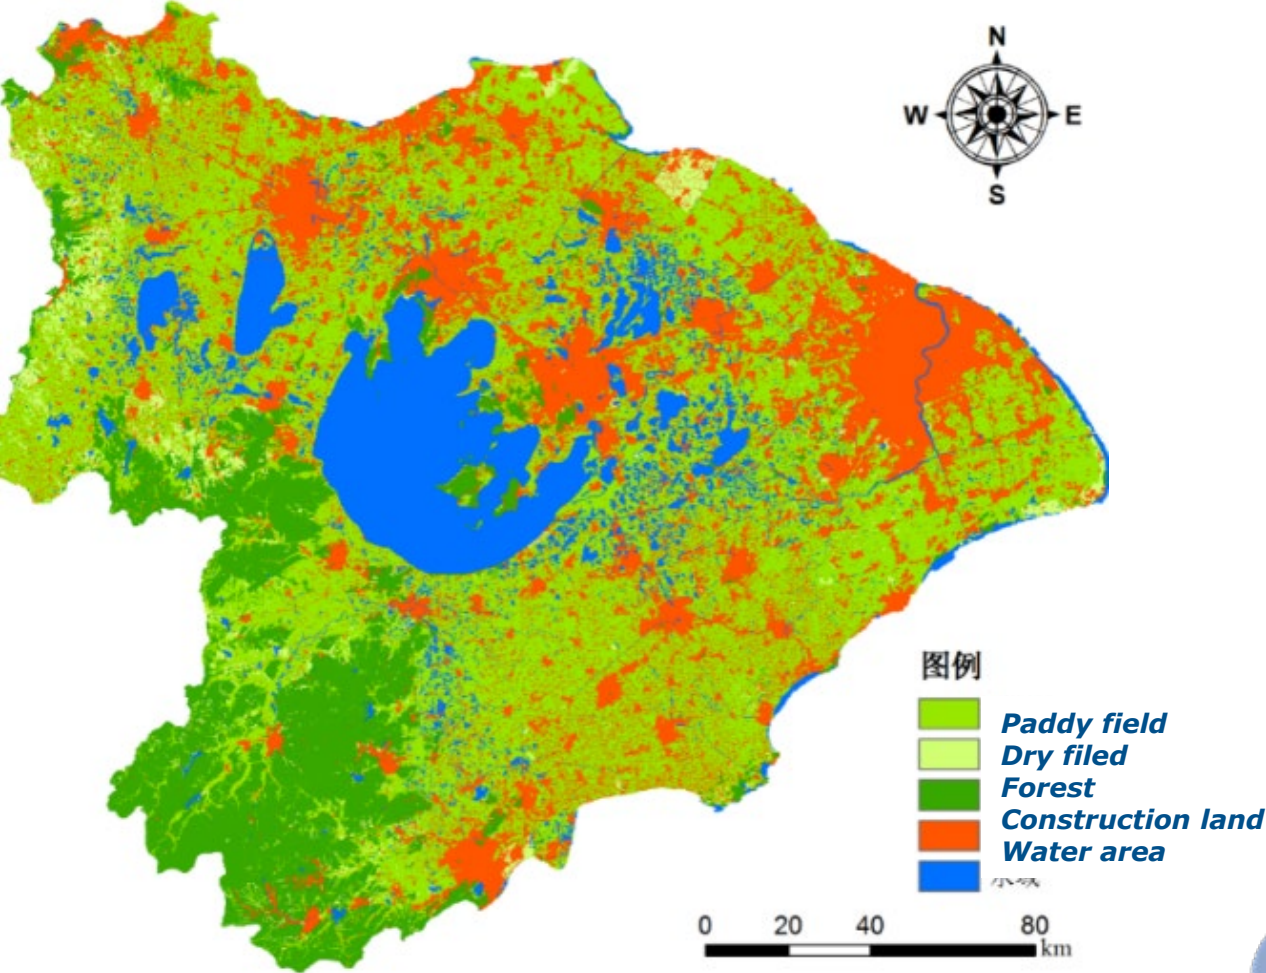 N
W E
S
图例
Paddy field
Dry filed
Forest
Construction land
Water area
0 20 40 80
km